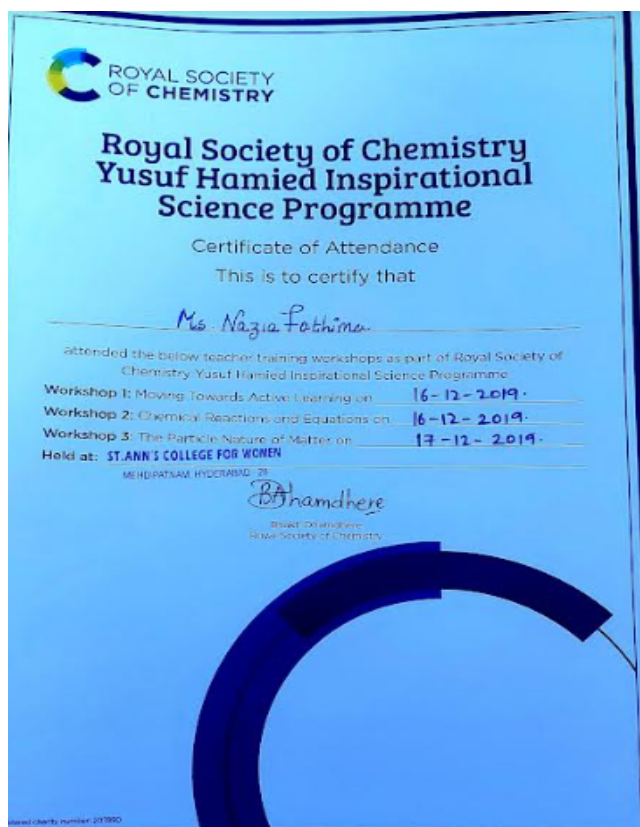 ROYAL SOCIETY
OF CHEMISTRY
Royal Society of Chemistry
Yusuf Hamied Inspirational
Science Programme
Certificate of Attendance
This is to certify that
Ms. Nazia Fathima
attended the below teacher training workshops as part of Royal Society of
Chemistry Yusuf Hamied Inspirational Science Programme
Workshop 1: Moving Towards Active Learning on 16-12-2019.
Workshop 2: Chemical Reactions and Equations on 16-12-2019.
Workshop 3: The Particle Nature of Matter on 17-12-2019.
Held at: ST.ANN'S COLLEGE FOR WOMEN
MEHDIPATNAM, HYDERABAD - 28
BAhamdhere
Royal Society of Chemistry
charity number: